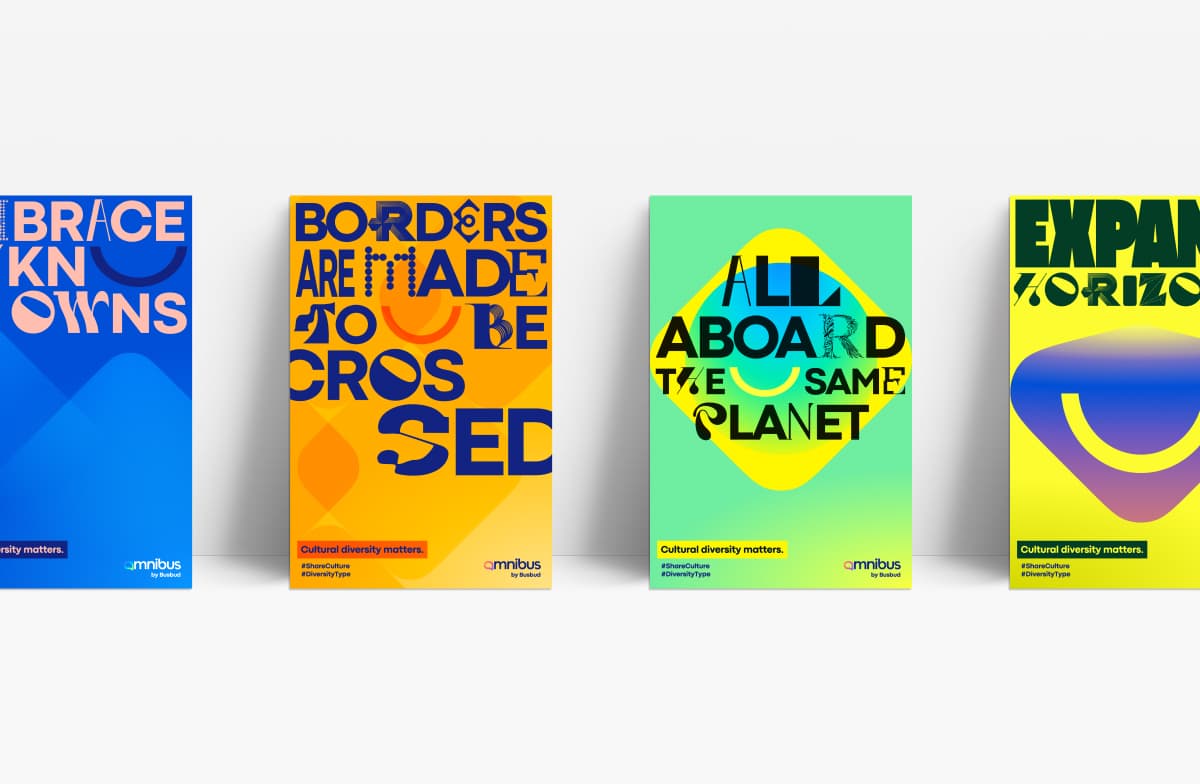 BRACE
KN
OWNS
rsity matters.
omnibus
by Busbud
BORDERS
ARE MADE
TO BE
CROS
SED
Cultural diversity matters.
#ShareCulture
#DiversityType
omnibus
by Busbud
ALL
ABOARD
THE SAME
PLANET
Cultural diversity matters.
#ShareCulture
#DiversityType
omnibus
by Busbud
EXPAN
HORIZO
Cultural diversity matters.
#ShareCulture
#DiversityType